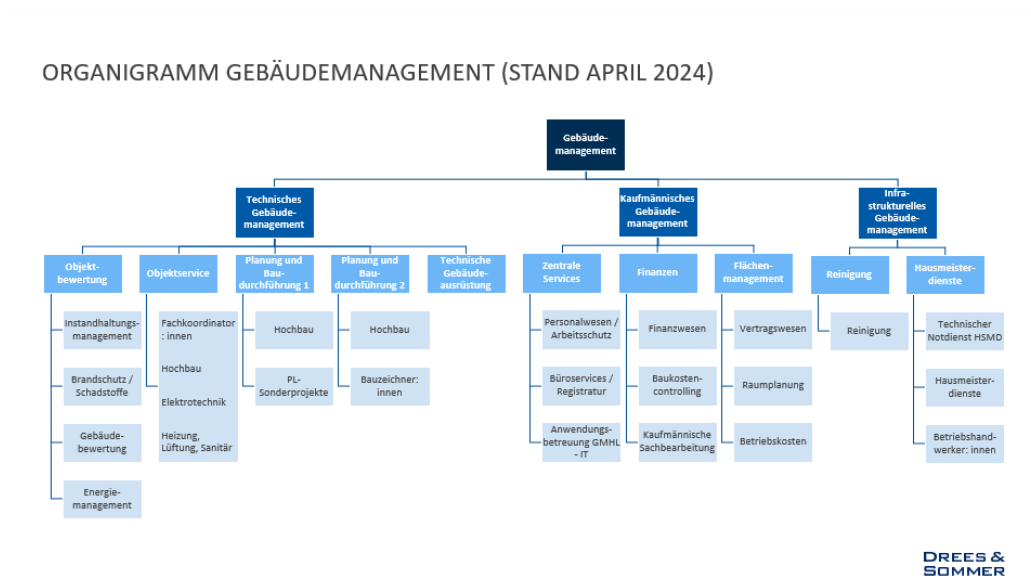 ORGANIGRAMM GEBÄUDEMANAGEMENT (STAND APRIL 2024)
Gebäude-
management
Technisches
Gebäude-
management
Kaufmännisches
Gebäude-
management
Infra-
strukturelles
Gebäude-
management
Objekt-
bewertung
Objektservice
Planung und
Bau-
durchführung 1
Planung und
Bau-
durchführung 2
Technische
Gebäude-
ausrüstung
Zentrale
Services
Finanzen
Flächen-
management
Reinigung
Hausmeister-
dienste
Instandhaltungs-
management
Brandschutz /
Schadstoffe
Gebäude-
bewertung
Energie-
management
Fachkoordinator
: innen
Hochbau
Elektrotechnik
Heizung,
Lüftung, Sanitär
Hochbau
PL-
Sonderprojekte
Hochbau
Bauzeichner:
innen
Personalwesen /
Arbeitsschutz
Büroservices /
Registratur
Anwendungs-
betreuung GMHL
- IT
Finanzwesen
Baukosten-
controlling
Kaufmännische
Sachbearbeitung
Vertragswesen
Raumplanung
Betriebskosten
Reinigung
Technischer
Notdienst HSMD
Hausmeister-
dienste
Betriebshand-
werker: innen
DREES &
SOMMER